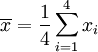 x̄ = 1/4 ∑_{i=1}^{4} x_i